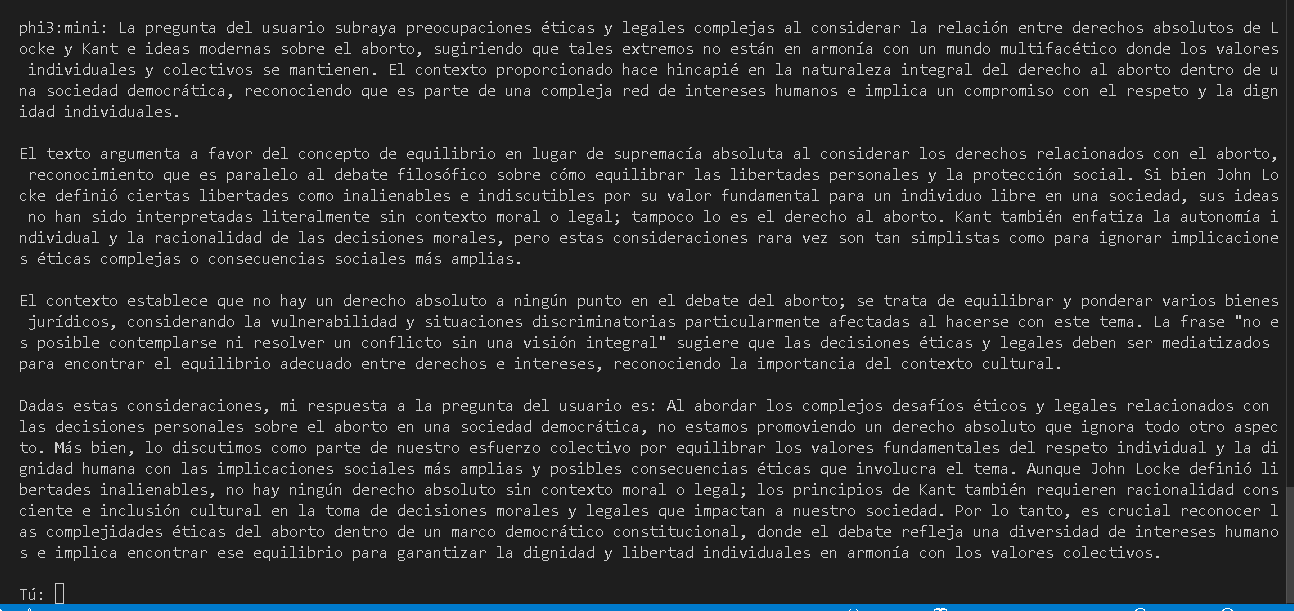 phi3:mini: La pregunta del usuario subraya preocupaciones éticas y legales complejas al considerar la relación entre derechos absolutos de L
ocke y Kant e ideas modernas sobre el aborto, sugiriendo que tales extremos no están en armonía con un mundo multifacético donde los valores
individuales y colectivos se mantienen. El contexto proporcionado hace hincapié en la naturaleza integral del derecho al aborto dentro de u
na sociedad democrática, reconociendo que es parte de una compleja red de intereses humanos e implica un compromiso con el respeto y la dign
idad individuales.

El texto argumenta a favor del concepto de equilibrio en lugar de supremacía absoluta al considerar los derechos relacionados con el aborto,
reconocimiento que es paralelo al debate filosófico sobre cómo equilibrar las libertades personales y la protección social. Si bien John Lo
cke definió ciertas libertades como inalienables e indiscutibles por su valor fundamental para un individuo libre en una sociedad, sus ideas
no han sido interpretadas literalmente sin contexto moral o legal; tampoco lo es el derecho al aborto. Kant también enfatiza la autonomía i
ndividual y la racionalidad de las decisiones morales, pero estas consideraciones rara vez son tan simplistas como para ignorar implicacione
s éticas complejas o consecuencias sociales más amplias.

El contexto establece que no hay un derecho absoluto a ningún punto en el debate del aborto; se trata de equilibrar y ponderar varios bienes
jurídicos, considerando la vulnerabilidad y situaciones discriminatorias particularmente afectadas al hacerse con este tema. La frase "no e
s posible contemplarse ni resolver un conflicto sin una visión integral" sugiere que las decisiones éticas y legales deben ser mediatizados
para encontrar el equilibrio adecuado entre derechos e intereses, reconociendo la importancia del contexto cultural.

Dadas estas consideraciones, mi respuesta a la pregunta del usuario es: Al abordar los complejos desafíos éticos y legales relacionados con
las decisiones personales sobre el aborto en una sociedad democrática, no estamos promoviendo un derecho absoluto que ignora todo otro aspec
to. Más bien, lo discutimos como parte de nuestro esfuerzo colectivo por equilibrar los valores fundamentales del respeto individual y la di
gnidad humana con las implicaciones sociales más amplias y posibles consecuencias éticas que involucra el tema. Aunque John Locke definió li
bertades inalienables, no hay ningún derecho absoluto sin contexto moral o legal; los principios de Kant también requieren racionalidad cons
ciente e inclusión cultural en la toma de decisiones morales y legales que impactan a nuestro sociedad. Por lo tanto, es crucial reconocer l
as complejidades éticas del aborto dentro de un marco democrático constitucional, donde el debate refleja una diversidad de intereses humano
s e implica encontrar ese equilibrio para garantizar la dignidad y libertad individuales en armonía con los valores colectivos.

Tú: